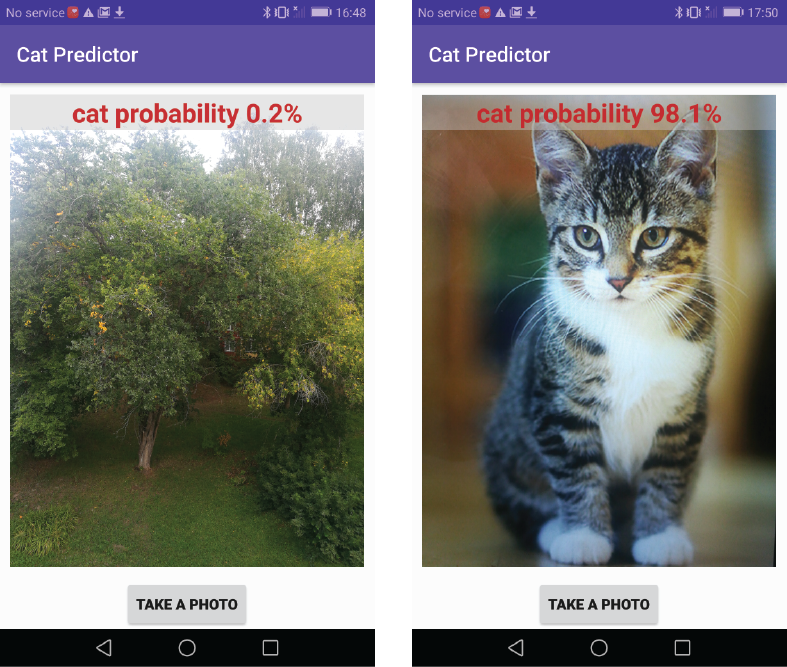 No service 16:48
Cat Predictor
cat probability 0.2%
TAKE A PHOTO
No service 17:50
Cat Predictor
cat probability 98.1%
TAKE A PHOTO